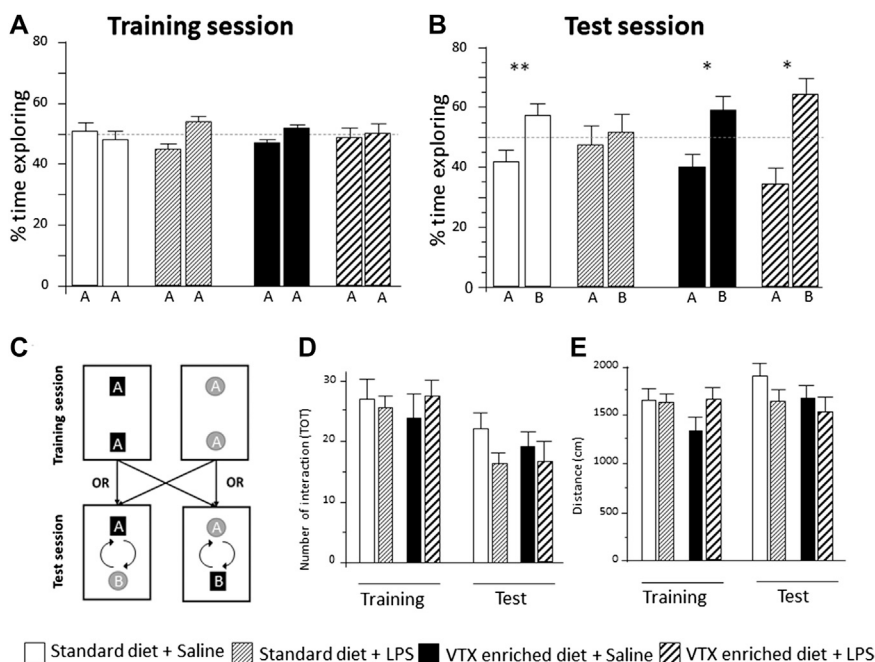 A Training session
% time exploring
80
60
40
20
0
A A A A A A A A
B Test session
% time exploring
80
60
40
20
0
** * *
A B A B A B A B
C
Training session
A A
A A
OR OR
Test session
A A
B B
D
Number of interaction (TOT)
30
20
10
0
Training Test
E
Distance (cm)
2000
1500
1000
500
0
Training Test
Standard diet + Saline Standard diet + LPS VTX enriched diet + Saline VTX enriched diet + LPS